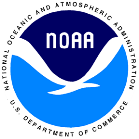 NATIONAL OCEANIC AND ATMOSPHERIC ADMINISTRATION
NOAA
U.S. DEPARTMENT OF COMMERCE